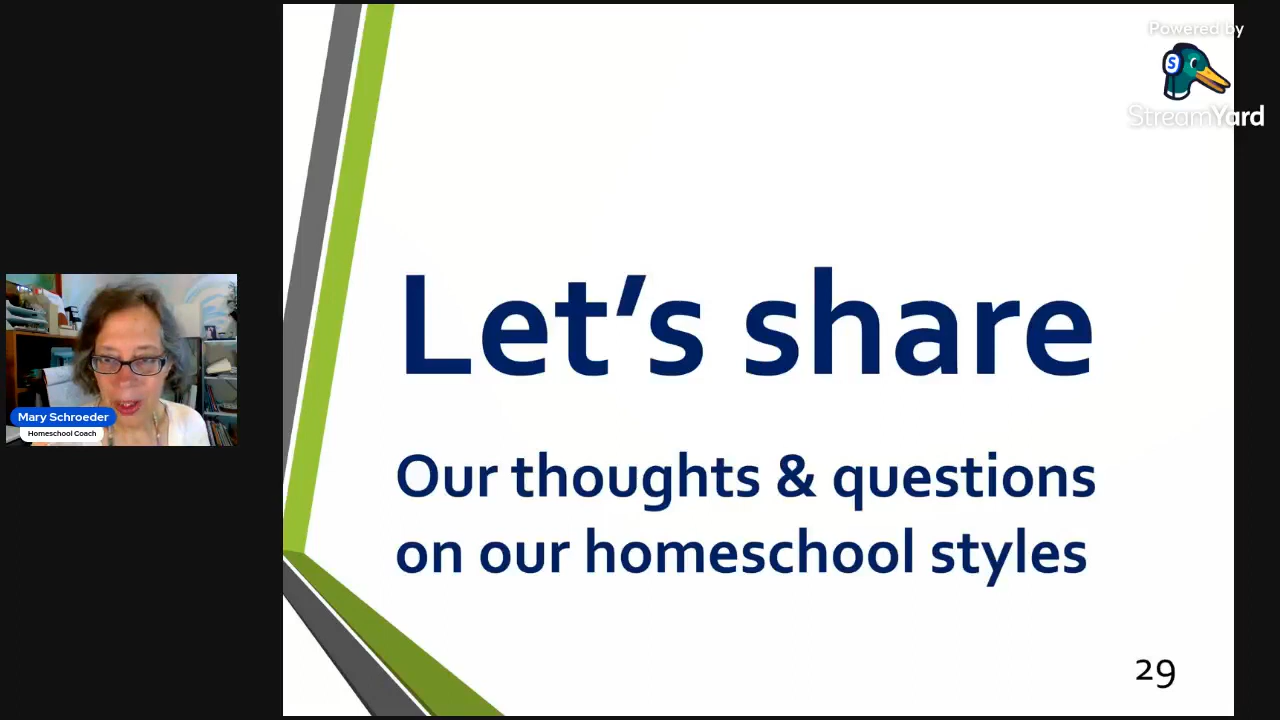 Powered by
S
StreamYard
Let’s share
Our thoughts & questions
on our homeschool styles
Mary Schroeder
Homeschool Coach
29